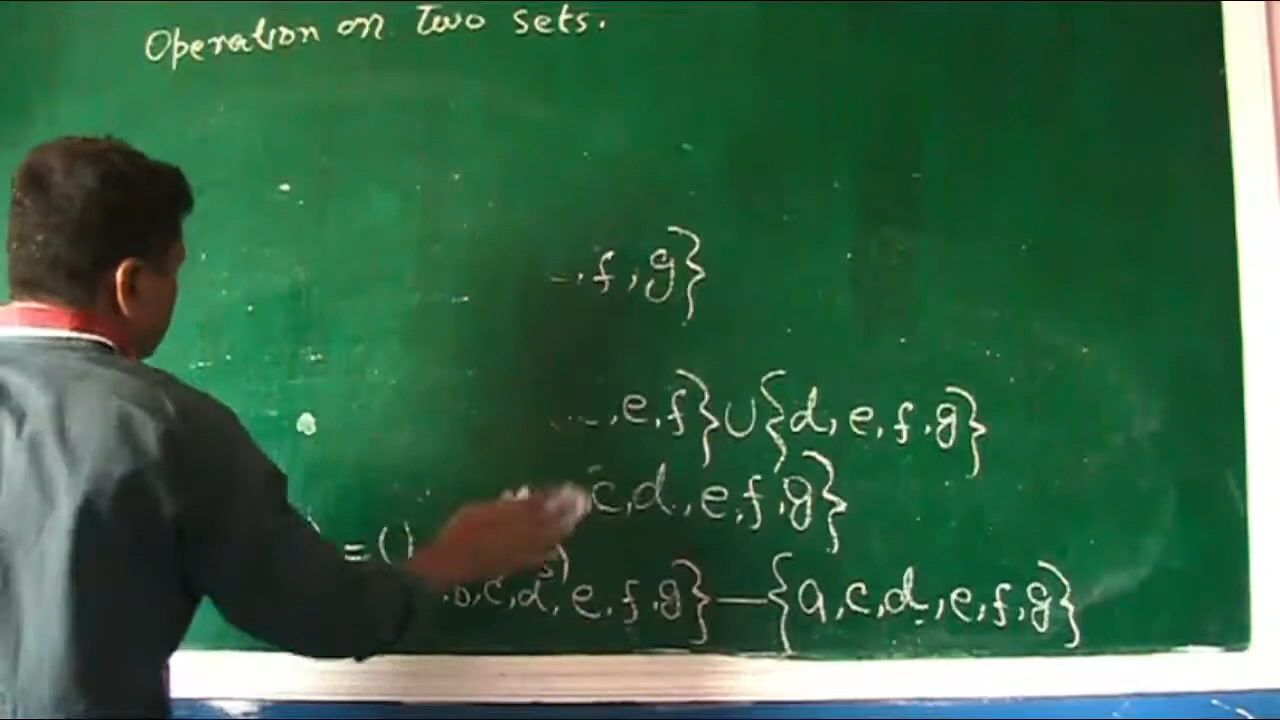 Operation on Two sets.
, f, g}
, e, f} ∪ {d, e, f, g}
c, d, e, f, g}
= (
, b, c, d, e, f, g} — {a, c, d, e, f, g}